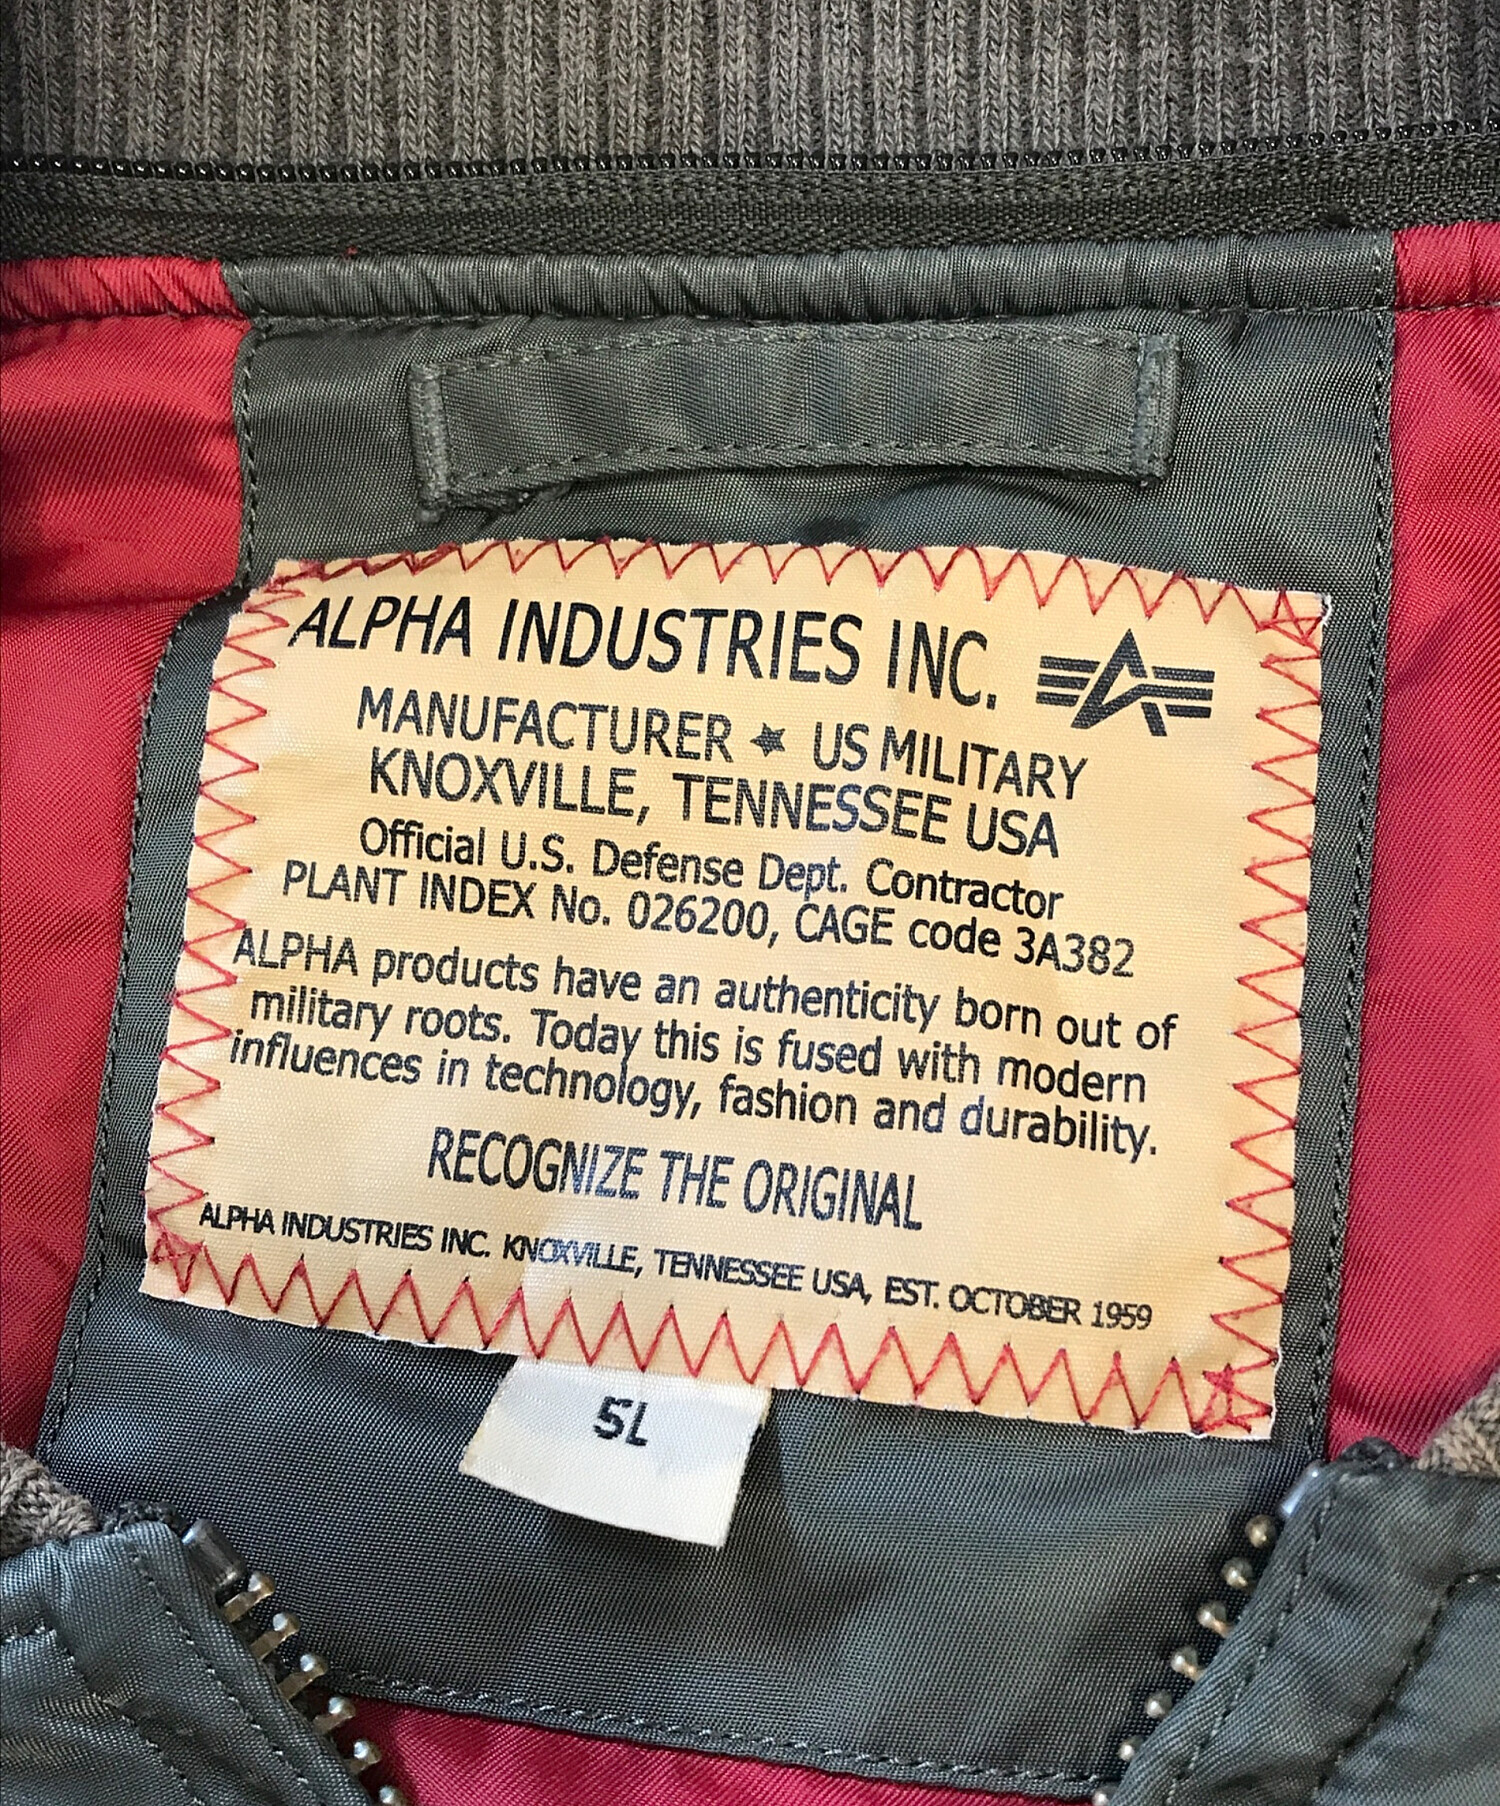 ALPHA INDUSTRIES INC.
MANUFACTURER ★ US MILITARY
KNOXVILLE, TENNESSEE USA
Official U.S. Defense Dept. Contractor
PLANT INDEX No. 026200, CAGE code 3A382
ALPHA products have an authenticity born out of
military roots. Today this is fused with modern
influences in technology, fashion and durability.
RECOGNIZE THE ORIGINAL
ALPHA INDUSTRIES INC. KNOXVILLE, TENNESSEE USA, EST. OCTOBER 1959
5L